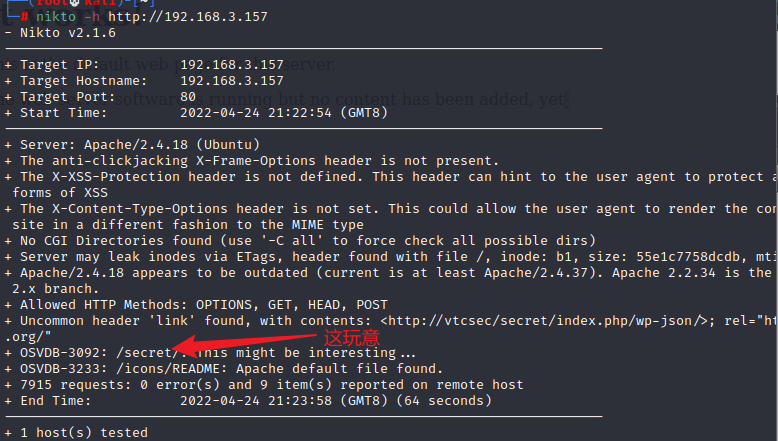 (root💀kali)-[~]
# nikto -h http://192.168.3.157
- Nikto v2.1.6
+ Target IP: 192.168.3.157
+ Target Hostname: 192.168.3.157
+ Target Port: 80
+ Start Time: 2022-04-24 21:22:54 (GMT8)
+ Server: Apache/2.4.18 (Ubuntu)
+ The anti-clickjacking X-Frame-Options header is not present.
+ The X-XSS-Protection header is not defined. This header can hint to the user agent to protect a
forms of XSS
+ The X-Content-Type-Options header is not set. This could allow the user agent to render the con
site in a different fashion to the MIME type
+ No CGI Directories found (use '-C all' to force check all possible dirs)
+ Server may leak inodes via ETags, header found with file /, inode: b1, size: 55e1c7758dcdb, mti
+ Apache/2.4.18 appears to be outdated (current is at least Apache/2.4.37). Apache 2.2.34 is the
2.x branch.
+ Allowed HTTP Methods: OPTIONS, GET, HEAD, POST
+ Uncommon header 'link' found, with contents: <http://vtcsec/secret/index.php/wp-json/>; rel="ht
.org/"
这玩意
+ OSVDB-3092: /secret/: This might be interesting...
+ OSVDB-3233: /icons/README: Apache default file found.
+ 7915 requests: 0 error(s) and 9 item(s) reported on remote host
+ End Time: 2022-04-24 21:23:58 (GMT8) (64 seconds)
+ 1 host(s) tested